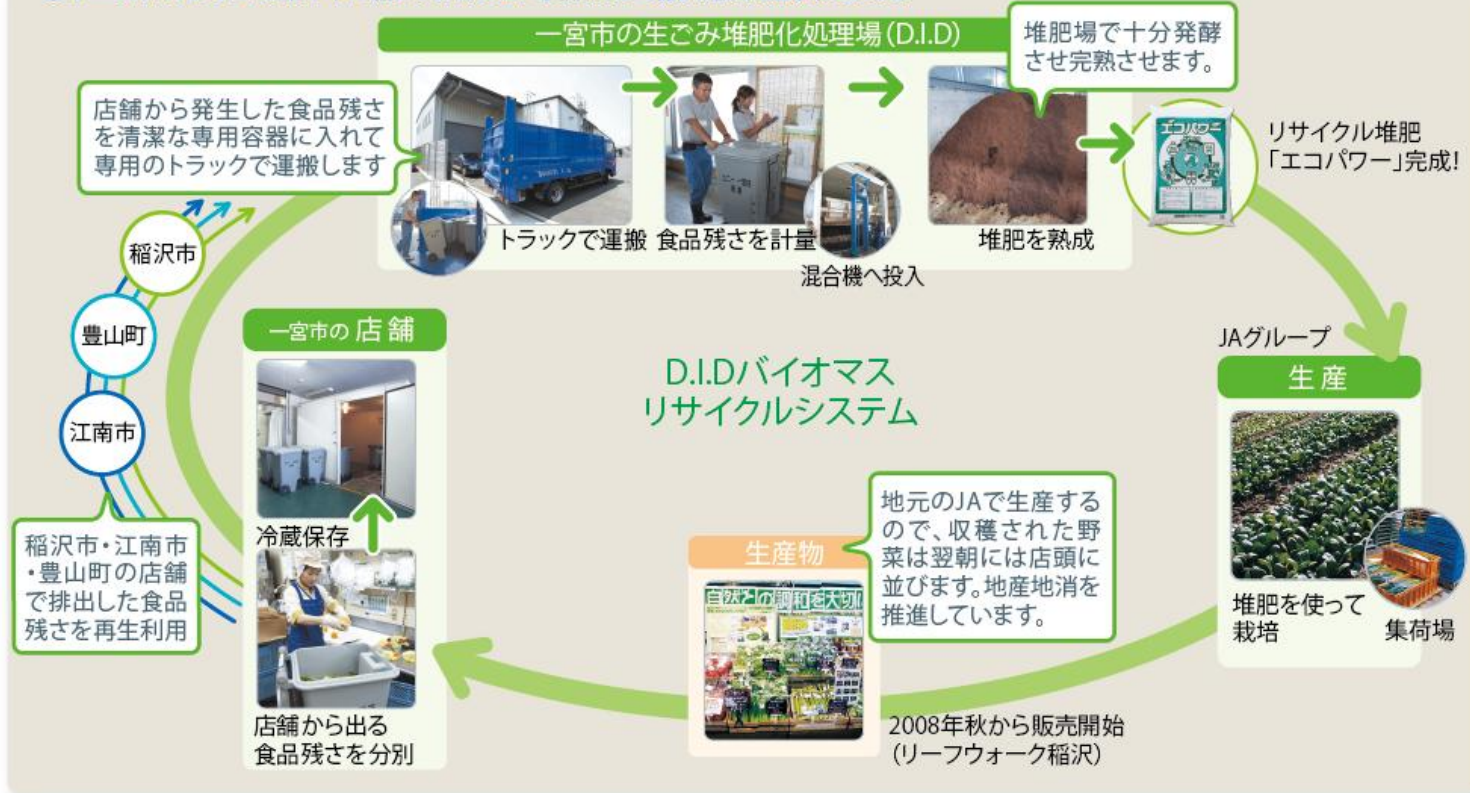 一宮市の生ごみ堆肥化処理場(D.I.D)
堆肥場で十分発酵
させ完熟させます。
店舗から発生した食品残さ
を清潔な専用容器に入れて
専用のトラックで運搬します
エコパワー
リサイクル堆肥
「エコパワー」完成!
トラックで運搬
食品残さを計量
混合機へ投入
堆肥を熟成
稲沢市
豊山町
江南市
稲沢市・江南市
・豊山町の店舗
で排出した食品
残さを再生利用
一宮市の店舗
冷蔵保存
店舗から出る
食品残さを分別
D.I.Dバイオマス
リサイクルシステム
JAグループ
生産
堆肥を使って
栽培
集荷場
生産物
地元のJAで生産する
ので、収穫された野
菜は翌朝には店頭に
並びます。地産地消を
推進しています。
自然との調和を大切に
2008年秋から販売開始
(リーフウォーク稲沢)